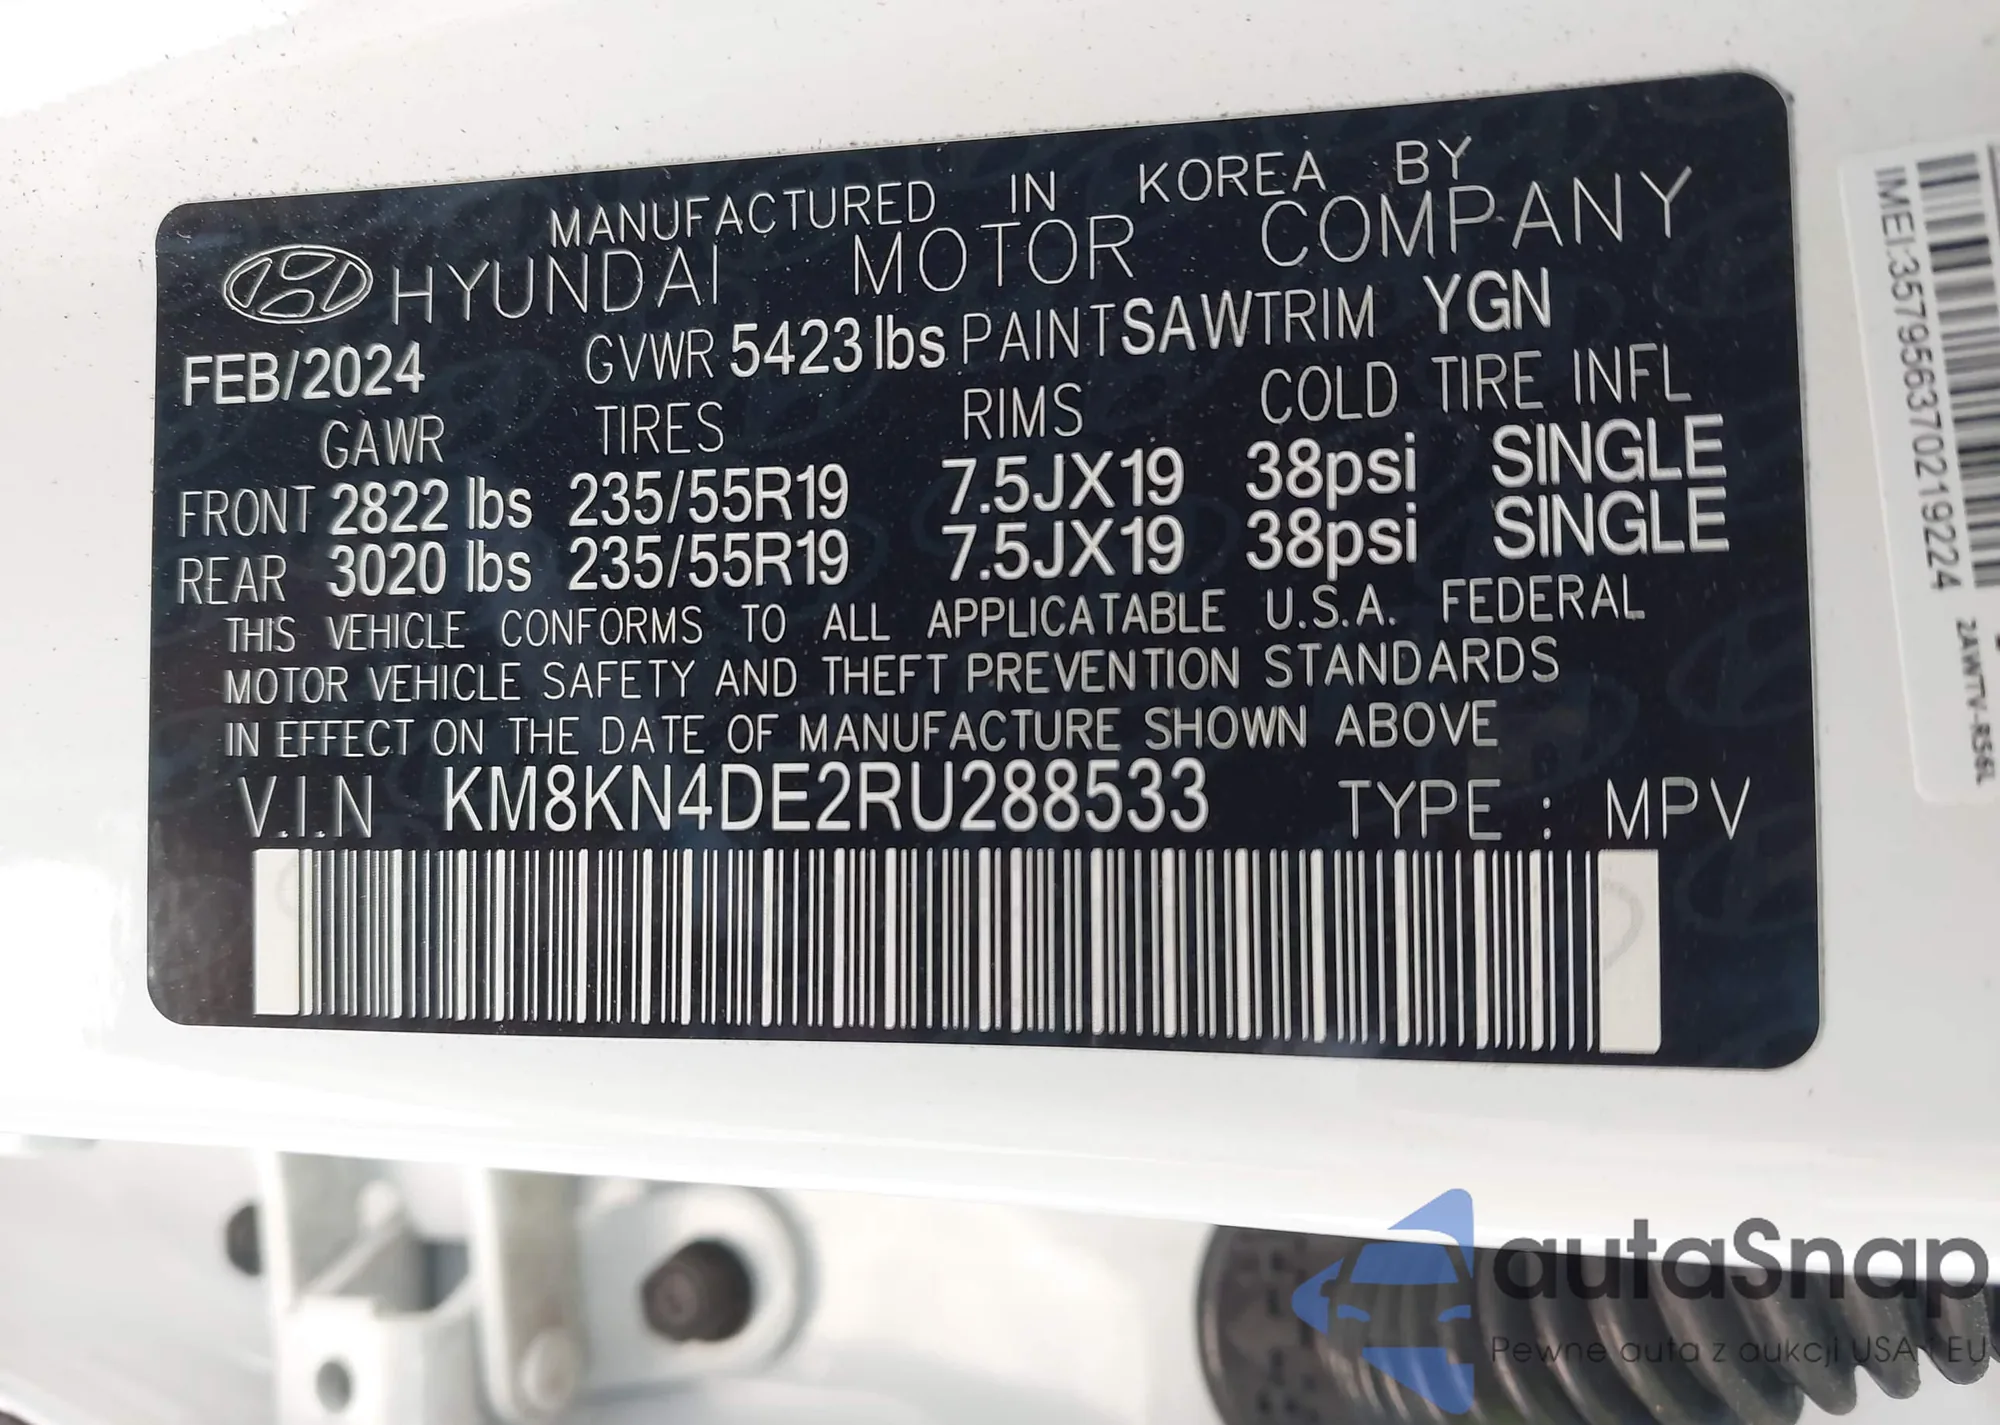 MANUFACTURED IN KOREA BY
HYUNDAI MOTOR COMPANY
FEB/2024 GVWR 5423 lbs PAINT SAW TRIM YGN
GAWR TIRES RIMS COLD TIRE INFL
FRONT 2822 lbs 235/55R19 7.5JX19 38psi SINGLE
REAR 3020 lbs 235/55R19 7.5JX19 38psi SINGLE
THIS VEHICLE CONFORMS TO ALL APPLICATABLE U.S.A. FEDERAL
MOTOR VEHICLE SAFETY AND THEFT PREVENTION STANDARDS
IN EFFECT ON THE DATE OF MANUFACTURE SHOWN ABOVE
V.I.N KM8KN4DE2RU288533 TYPE : MPV
IMEI:3579566370219224
autaSnap
Pewne auta z aukcji USA i EU